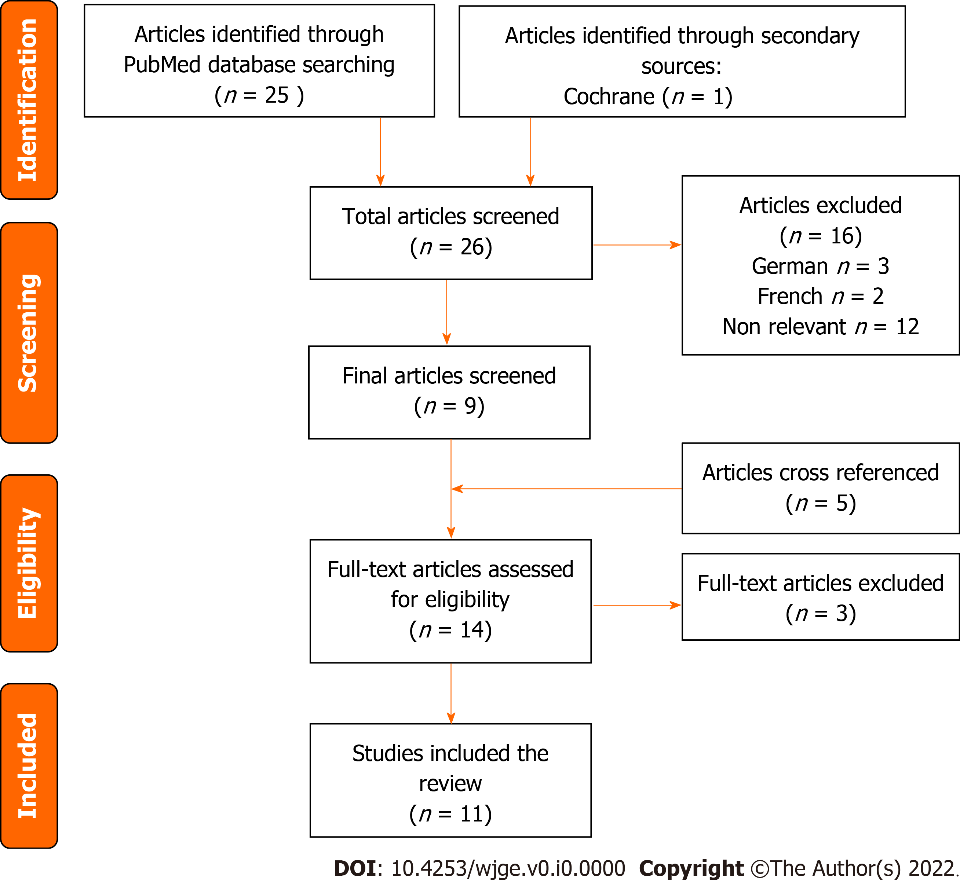 Identification
Articles identified through
PubMed database searching
(n = 25 )
Articles identified through secondary
sources:
Cochrane (n = 1)
Screening
Total articles screened
(n = 26)
Articles excluded
(n = 16)
German n = 3
French n = 2
Non relevant n = 12
Final articles screened
(n = 9)
Eligibility
Articles cross referenced
(n = 5)
Full-text articles assessed
for eligibility
(n = 14)
Full-text articles excluded
(n = 3)
Included
Studies included the
review
(n = 11)
DOI: 10.4253/wjge.v0.i0.0000 Copyright ©The Author(s) 2022.